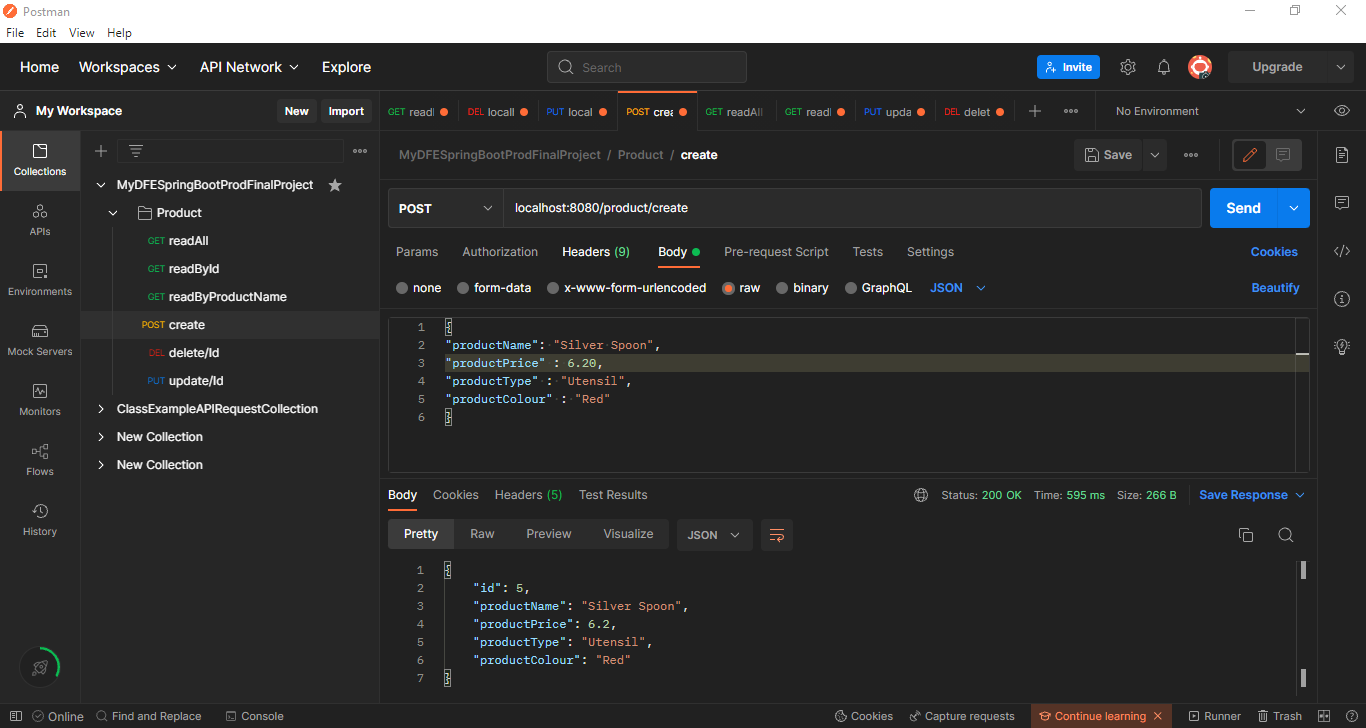 Postman
File Edit View Help
Home Workspaces API Network Explore Search Invite Upgrade
My Workspace New Import
GET readl DEL locall PUT local POST crea GET readAll GET readl PUT upda DEL delet No Environment
Collections
APIs
Environments
Mock Servers
Monitors
Flows
History
MyDFESpringBootProdFinalProject
Product
GET readAll
GET readById
GET readByProductName
POST create
DEL delete/Id
PUT update/Id
ClassExampleAPIRequestCollection
New Collection
New Collection
MyDFESpringBootProdFinalProject / Product / create Save
POST localhost:8080/product/create Send
Params Authorization Headers (9) Body Pre-request Script Tests Settings Cookies
none form-data x-www-form-urlencoded raw binary GraphQL JSON Beautify
1 {
2 "productName": "Silver Spoon",
3 "productPrice" : 6.20,
4 "productType" : "Utensil",
5 "productColour" : "Red"
6 }
Body Cookies Headers (5) Test Results Status: 200 OK Time: 595 ms Size: 266 B Save Response
Pretty Raw Preview Visualize JSON
1 {
2 "id": 5,
3 "productName": "Silver Spoon",
4 "productPrice": 6.2,
5 "productType": "Utensil",
6 "productColour": "Red"
7 }
Online Find and Replace Console Cookies Capture requests Continue learning Runner Trash